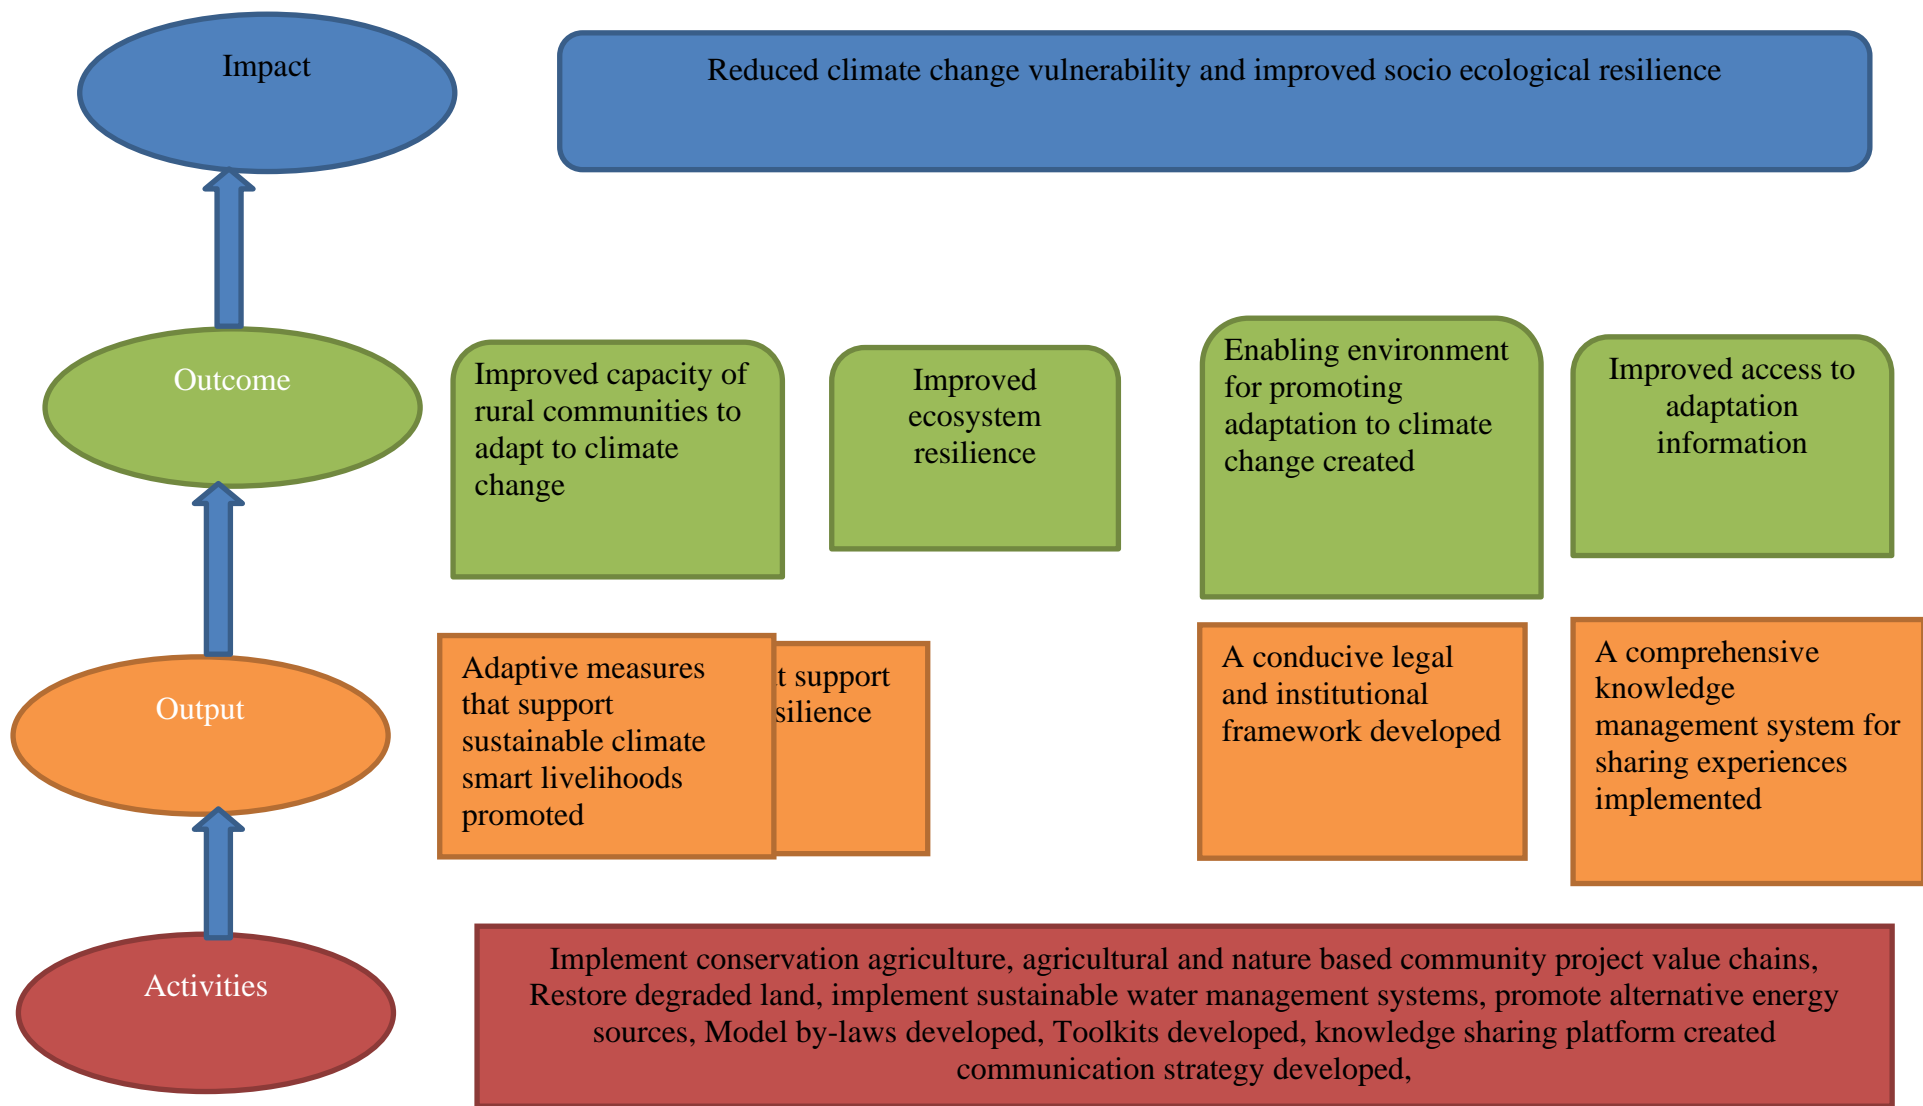 Impact
Reduced climate change vulnerability and improved socio ecological resilience
Outcome
Improved capacity of
rural communities to
adapt to climate
change
Improved
ecosystem
resilience
Enabling environment
for promoting
adaptation to climate
change created
Improved access to
adaptation
information
Output
Adaptive measures
that support
sustainable climate
smart livelihoods
promoted
support
A conducive legal
and institutional
framework developed
A comprehensive
knowledge
management system for
sharing experiences
implemented
Activities
Implement conservation agriculture, agricultural and nature based community project value chains,
Restore degraded land, implement sustainable water management systems, promote alternative energy
sources, Model by-laws developed, Toolkits developed, knowledge sharing platform created
communication strategy developed,